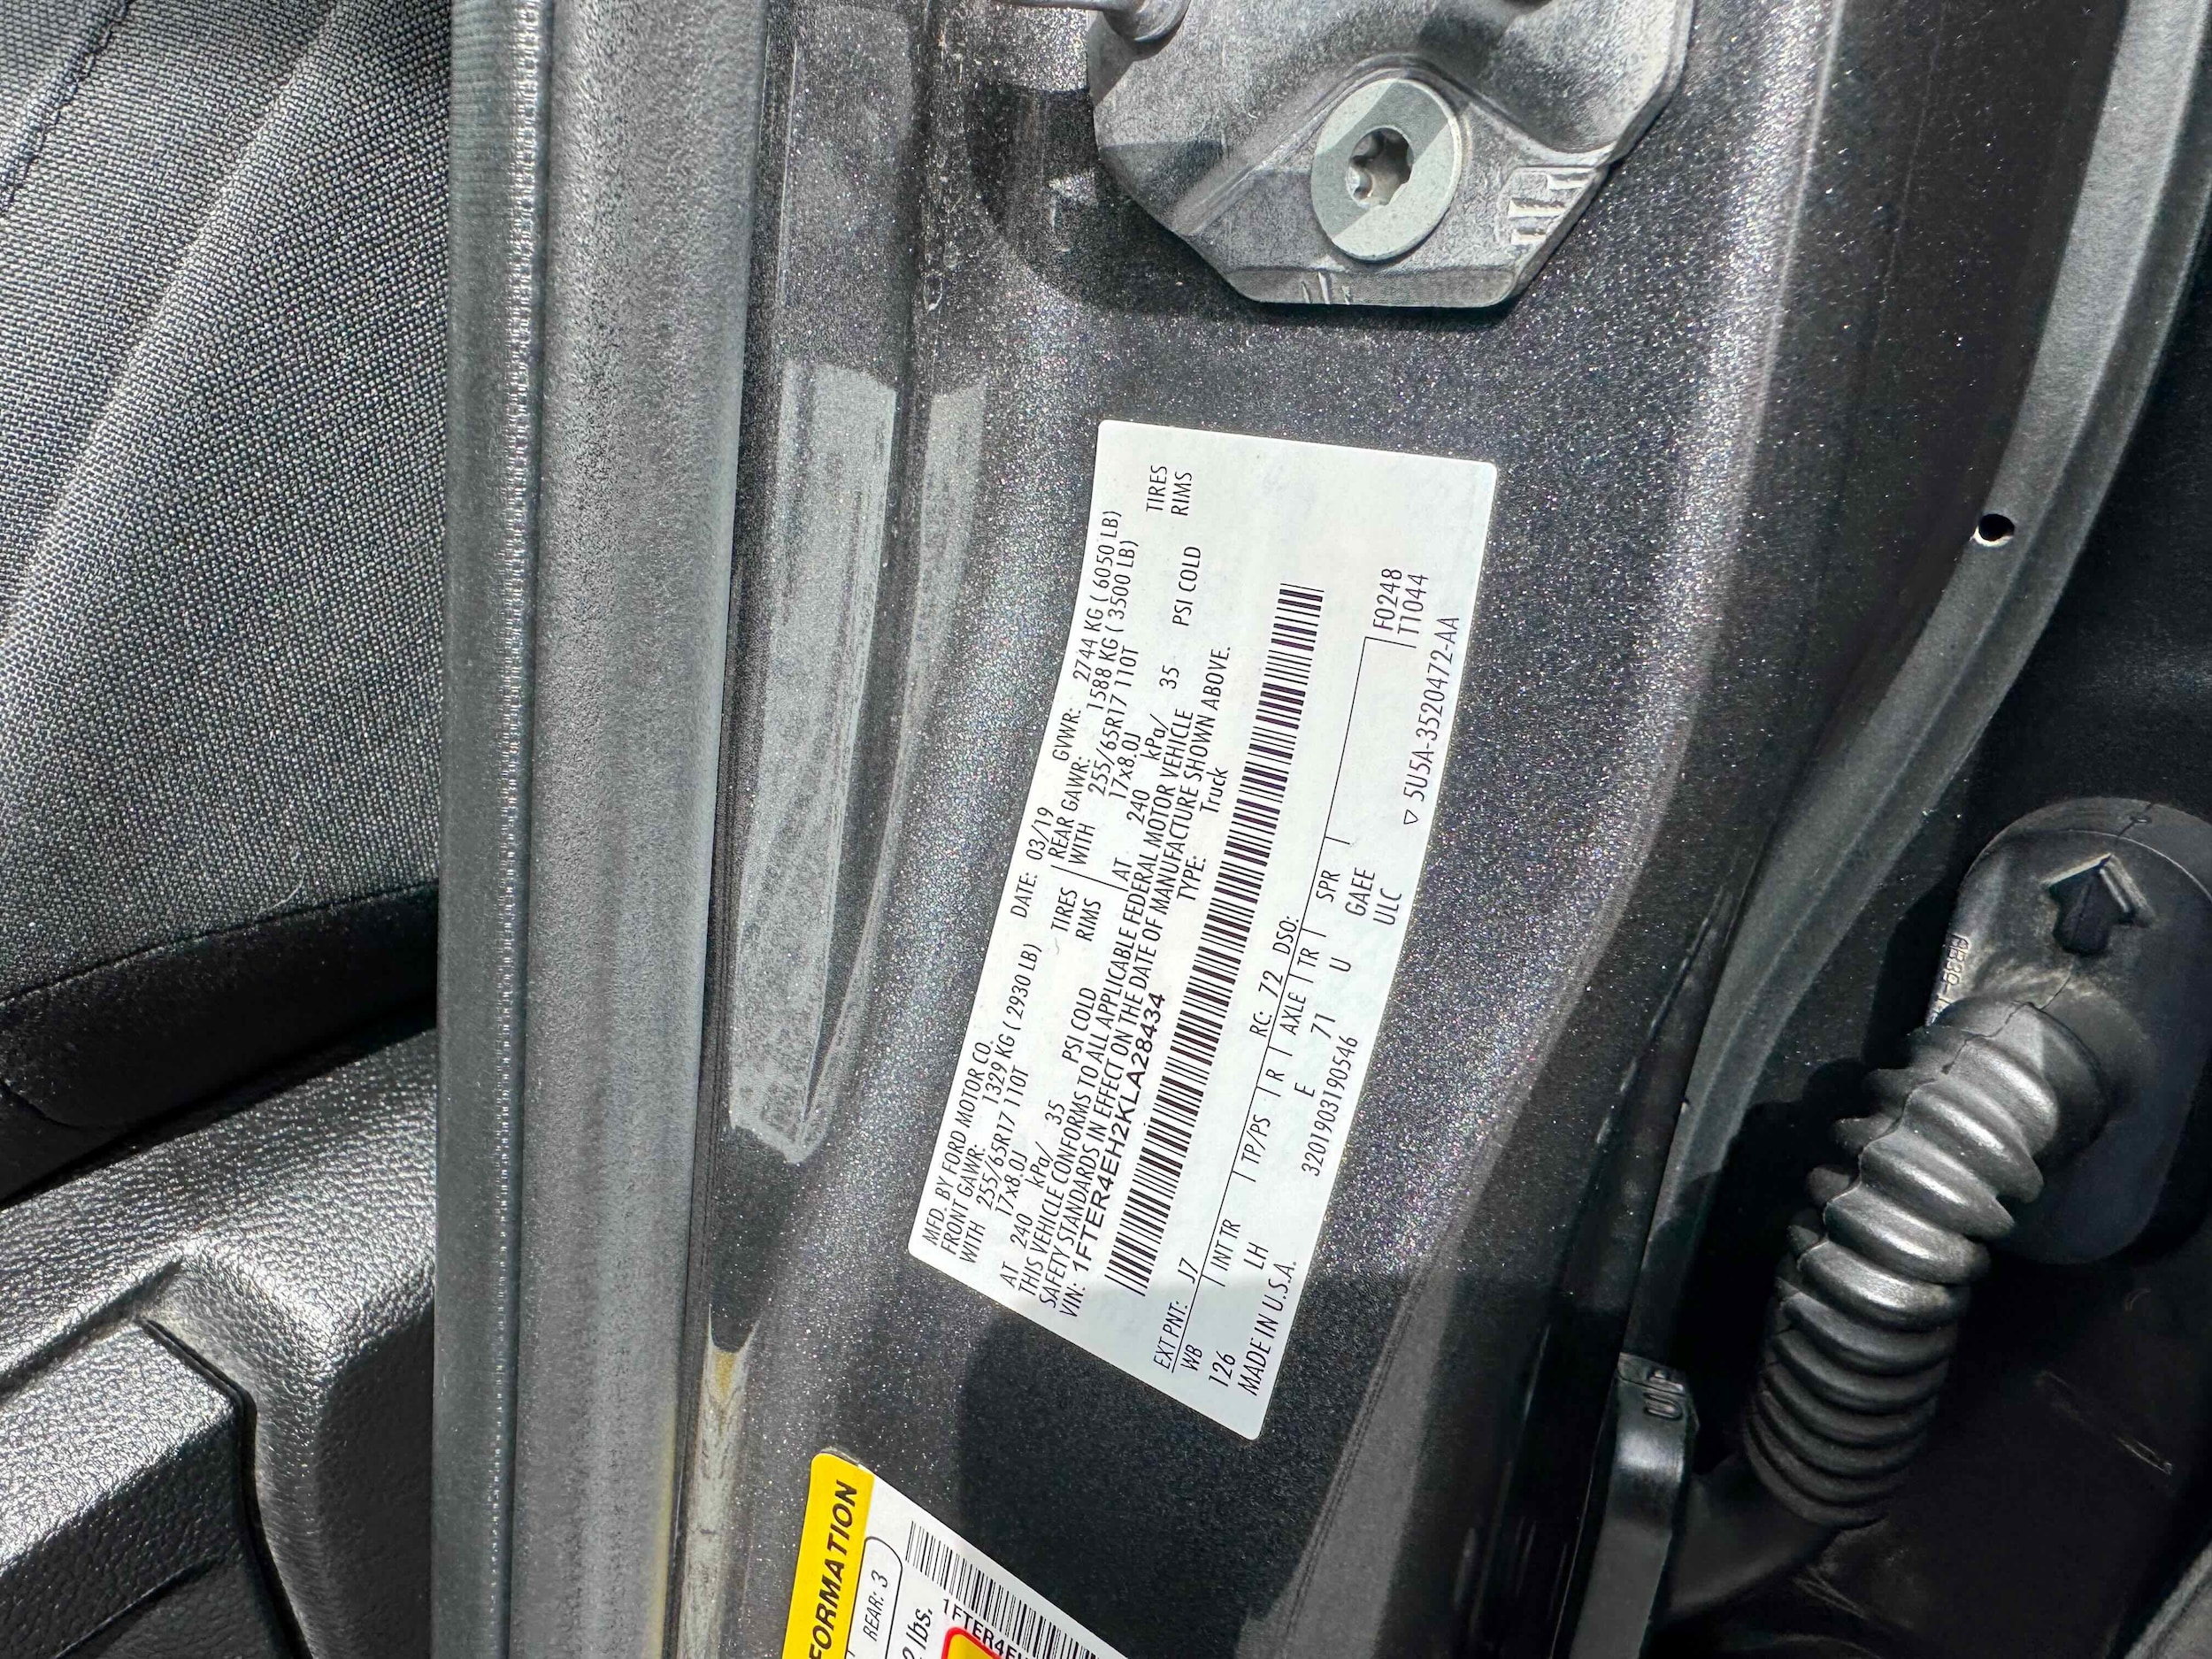 MFD. BY FORD MOTOR CO. DATE: 03/19 GVWR: 2744 KG ( 6050 LB)
FRONT GAWR: 1329 KG ( 2930 LB) REAR GAWR: 1588 KG ( 3500 LB)
WITH 255/65R17 110T TIRES WITH 255/65R17 110T TIRES
17x8.0J RIMS 17x8.0J RIMS
AT 240 kPa/ 35 PSI COLD AT 240 kPa/ 35 PSI COLD
THIS VEHICLE CONFORMS TO ALL APPLICABLE FEDERAL MOTOR VEHICLE
SAFETY STANDARDS IN EFFECT ON THE DATE OF MANUFACTURE SHOWN ABOVE.
VIN: 1FTER4EH2KLA28434 TYPE: Truck
EXT PNT: J7 RC: 72 DSO: F0248
WB INT TR TP/PS R AXLE TR SPR T1044
126 LH E 71 U GAEE
MADE IN U.S.A. 3201903190546 ULC
▽ 5U5A-3520472-AA
FORMATION
REAR: 3
lbs.
1FTER4EH